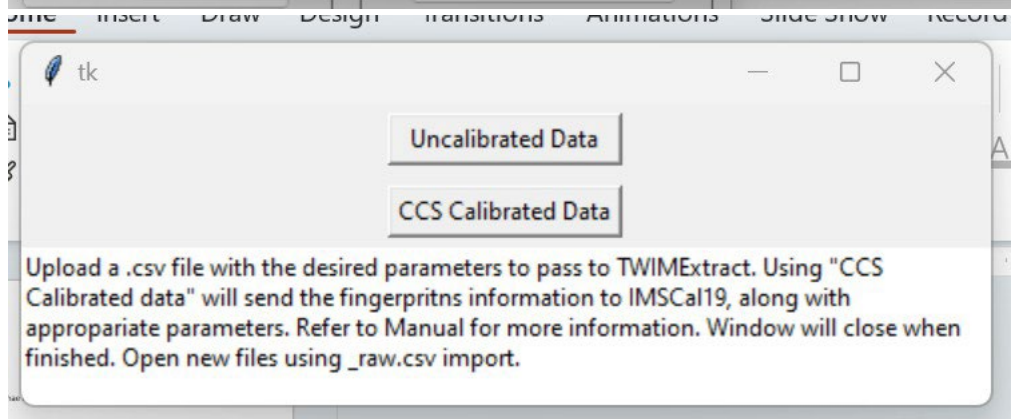 Insert Draw Design Transitions Animations Slide Show Record
tk
Uncalibrated Data
CCS Calibrated Data
Upload a .csv file with the desired parameters to pass to TWIMExtract. Using "CCS
Calibrated data" will send the fingerpritns information to IMSCal19, along with
appropariate parameters. Refer to Manual for more information. Window will close when
finished. Open new files using _raw.csv import.